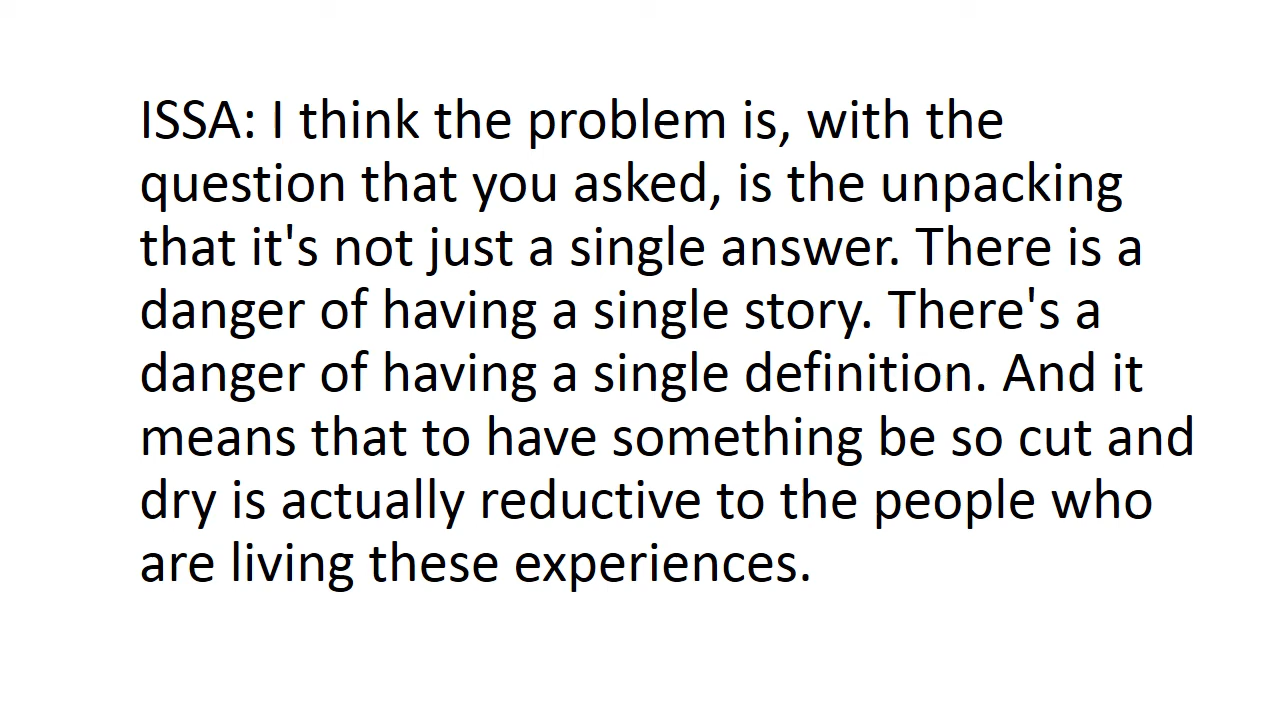 ISSA: I think the problem is, with the
question that you asked, is the unpacking
that it's not just a single answer. There is a
danger of having a single story. There's a
danger of having a single definition. And it
means that to have something be so cut and
dry is actually reductive to the people who
are living these experiences.